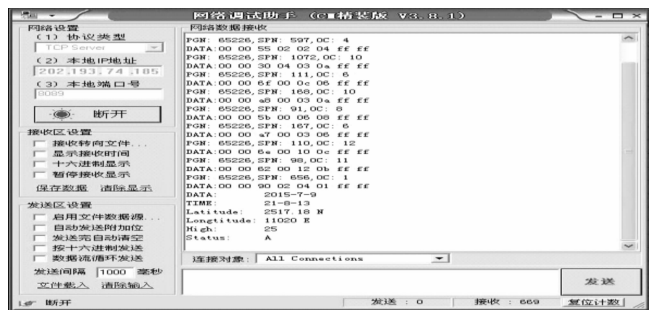 网络调试助手 （C■精装版 V3.8.1）
网络设置
（1）协议类型
TCP Server
（2）本地IP地址
202.193.74.185
（3）本地端口号
8089
断开
接收区设置
接收转向文件...
显示接收时间
十六进制显示
暂停接收显示
保存数据 清除显示
发送区设置
启用文件数据源...
自动发送附加位
发送完自动清空
按十六进制发送
数据流循环发送
发送间隔 1000 毫秒
文件载入 清除输入
网络数据接收
PGN: 65226,SPN: 597,OC: 4
DATA:00 00 55 02 02 04 ff ff
PGN: 65226,SPN: 1072,OC: 10
DATA:00 00 30 04 03 0a ff ff
PGN: 65226,SPN: 111,OC: 6
DATA:00 00 6f 00 0c 06 ff ff
PGN: 65226,SPN: 168,OC: 10
DATA:00 00 a8 00 03 0a ff ff
PGN: 65226,SPN: 91,OC: 8
DATA:00 00 5b 00 06 08 ff ff
PGN: 65226,SPN: 167,OC: 6
DATA:00 00 a7 00 03 06 ff ff
PGN: 65226,SPN: 110,OC: 12
DATA:00 00 6e 00 10 0c ff ff
PGN: 65226,SPN: 98,OC: 11
DATA:00 00 62 00 12 0b ff ff
PGN: 65226,SPN: 656,OC: 1
DATA:00 00 90 02 04 01 ff ff
DATA: 2015-7-9
TIME: 21-8-13
Latitude: 2517.18 N
Longtitude: 11020 E
High: 25
Status: A
连接对象： All Connections
发送
断开
发送 : 0
接收 : 669
复位计数